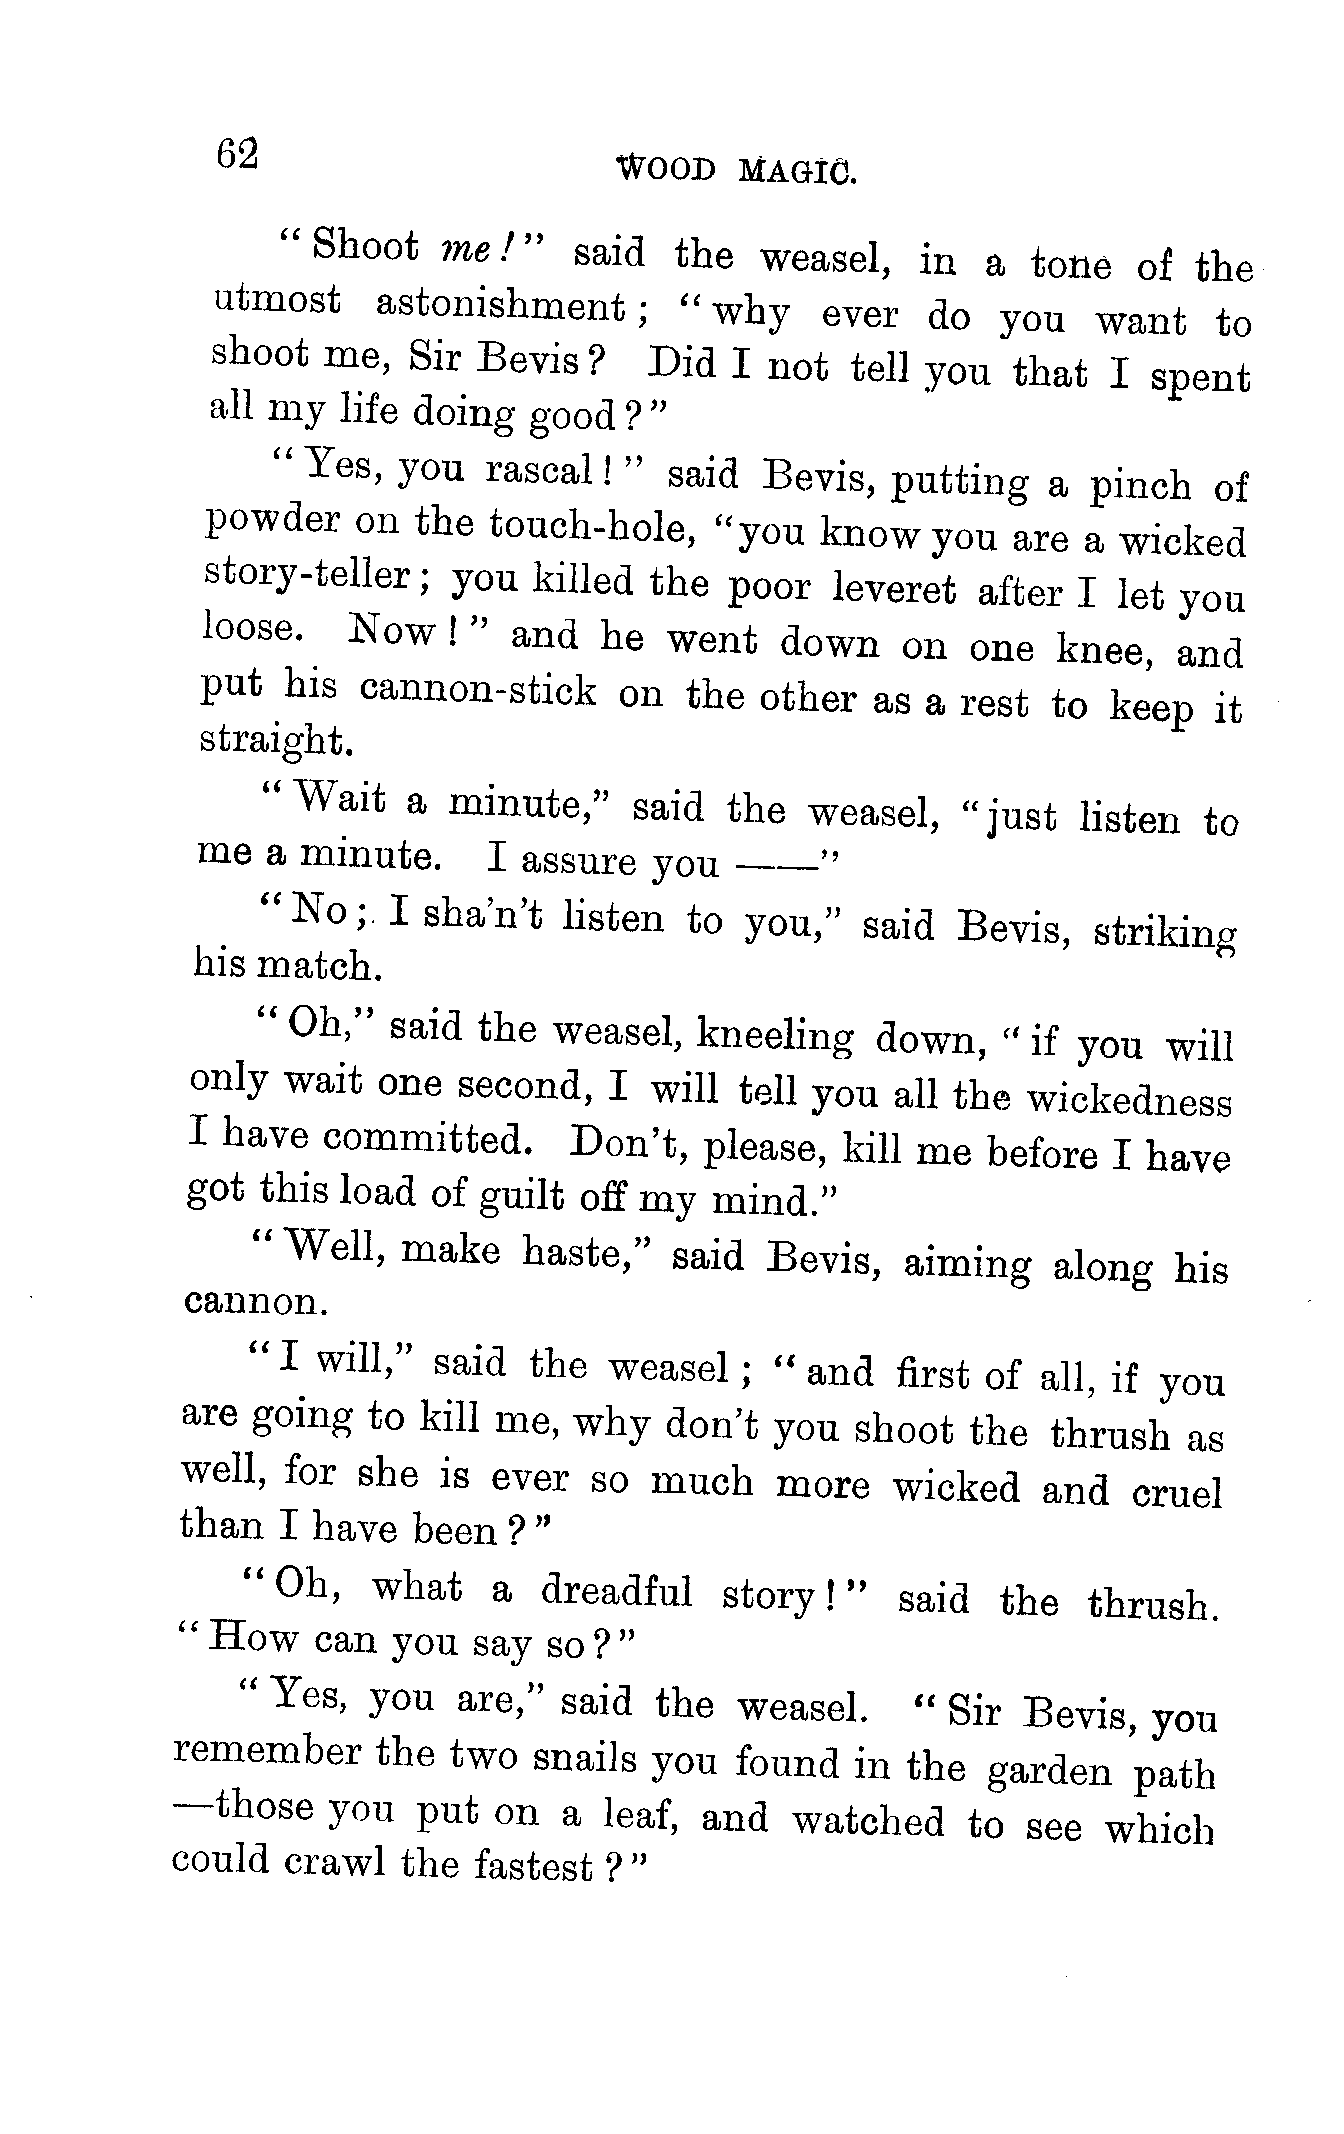 62
WOOD MAGIC.
“Shoot me!” said the weasel, in a tone of the
utmost astonishment; “why ever do you want to
shoot me, Sir Bevis? Did I not tell you that I spent
all my life doing good?”
“Yes, you rascal!” said Bevis, putting a pinch of
powder on the touch-hole, “you know you are a wicked
story-teller; you killed the poor leveret after I let you
loose. Now!” and he went down on one knee, and
put his cannon-stick on the other as a rest to keep it
straight.
“Wait a minute,” said the weasel, “just listen to
me a minute. I assure you ——”
“No; I sha’n’t listen to you,” said Bevis, striking
his match.
“Oh,” said the weasel, kneeling down, “if you will
only wait one second, I will tell you all the wickedness
I have committed. Don’t, please, kill me before I have
got this load of guilt off my mind.”
“Well, make haste,” said Bevis, aiming along his
cannon.
“I will,” said the weasel; “and first of all, if you
are going to kill me, why don’t you shoot the thrush as
well, for she is ever so much more wicked and cruel
than I have been?”
“Oh, what a dreadful story!” said the thrush.
“How can you say so?”
“Yes, you are,” said the weasel. “Sir Bevis, you
remember the two snails you found in the garden path
—those you put on a leaf, and watched to see which
could crawl the fastest?”